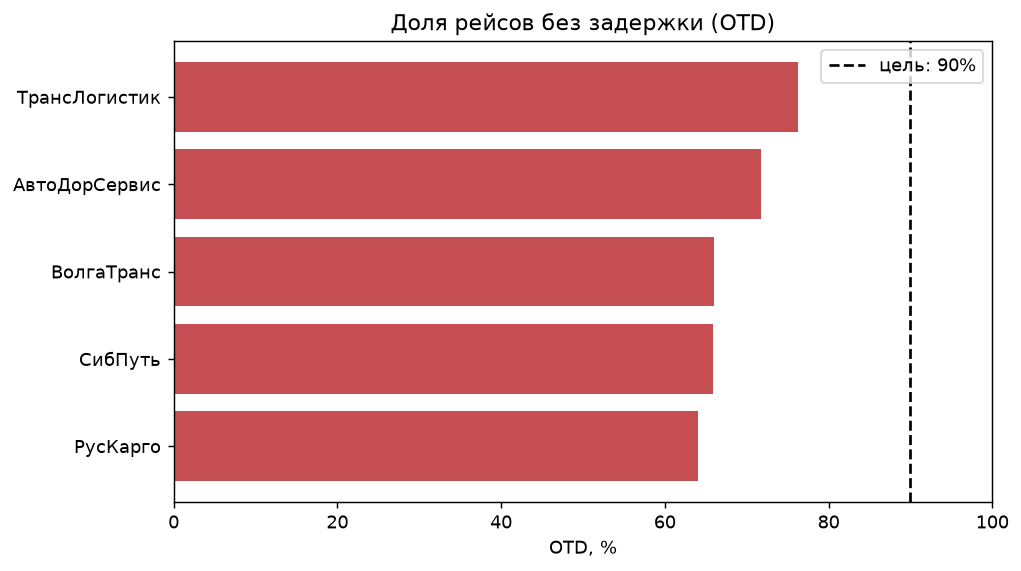 Доля рейсов без задержки (OTD)
цель: 90%
ТрансЛогистик
АвтоДорСервис
ВолгаТранс
СибПуть
РусКарго
0 20 40 60 80 100
OTD, %